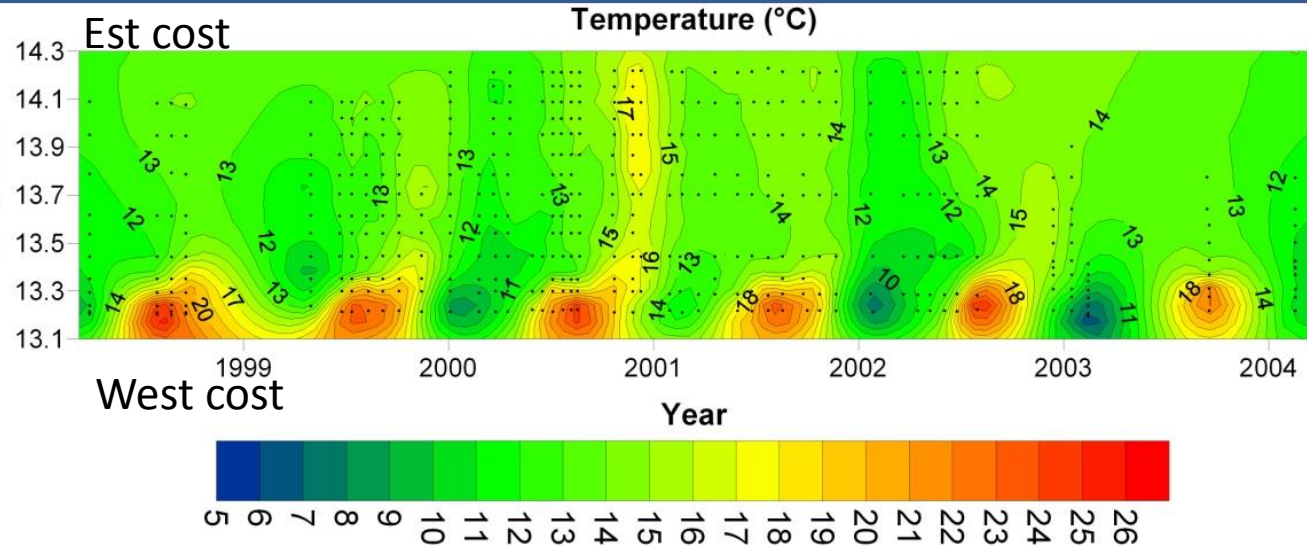 Temperature (°C)
Est cost
14.3
14.1
13.9
13.7
13.5
13.3
13.1
13 13 12 12 14 20 17 13 13
13 12 11 13 15 17 15 16 14 13
14 18 14 12 10 13 12 14 15 18
14 13 11 18 13 12 14
1999 2000 2001 2002 2003 2004
West cost
Year
5 6 7 8 9 10 11 12 13 14 15 16 17 18 19 20 21 22 23 24 25 26